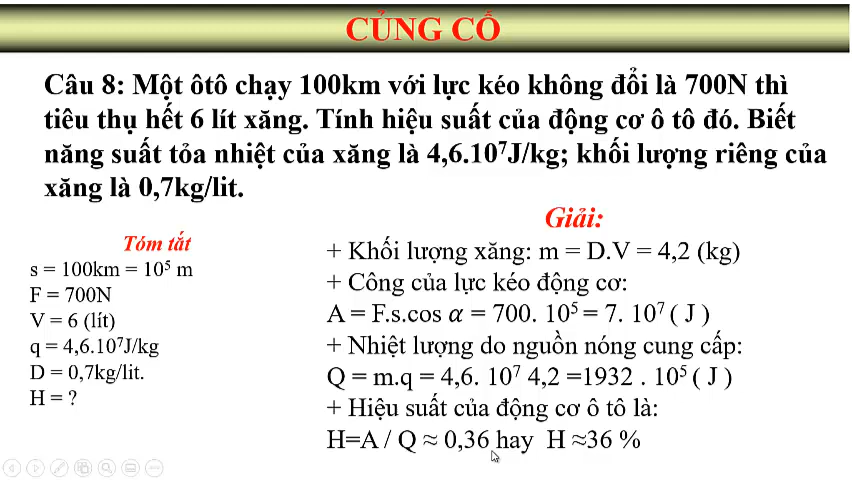 CỦNG CỐ
Câu 8: Một ôtô chạy 100km với lực kéo không đổi là 700N thì
tiêu thụ hết 6 lít xăng. Tính hiệu suất của động cơ ô tô đó. Biết
năng suất tỏa nhiệt của xăng là 4,6.10⁷J/kg; khối lượng riêng của
xăng là 0,7kg/lit.
Tóm tắt
s = 100km = 10⁵ m
F = 700N
V = 6 (lít)
q = 4,6.10⁷J/kg
D = 0,7kg/lit.
H = ?
Giải:
+ Khối lượng xăng: m = D.V = 4,2 (kg)
+ Công của lực kéo động cơ:
A = F.s.cos 𝛼 = 700. 10⁵ = 7. 10⁷ ( J )
+ Nhiệt lượng do nguồn nóng cung cấp:
Q = m.q = 4,6. 10⁷ 4,2 =1932 . 10⁵ ( J )
+ Hiệu suất của động cơ ô tô là:
H=A / Q ≈ 0,36 hay H ≈36 %